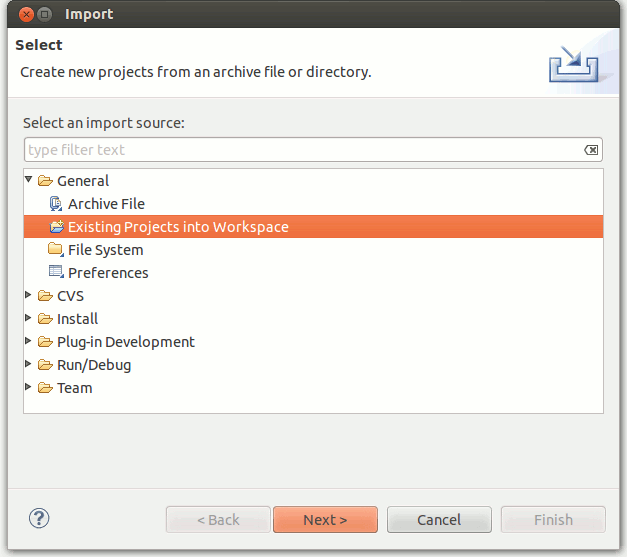 Import
Select
Create new projects from an archive file or directory.
Select an import source:
type filter text
General
Archive File
Existing Projects into Workspace
File System
Preferences
CVS
Install
Plug-in Development
Run/Debug
Team
?
< Back
Next >
Cancel
Finish